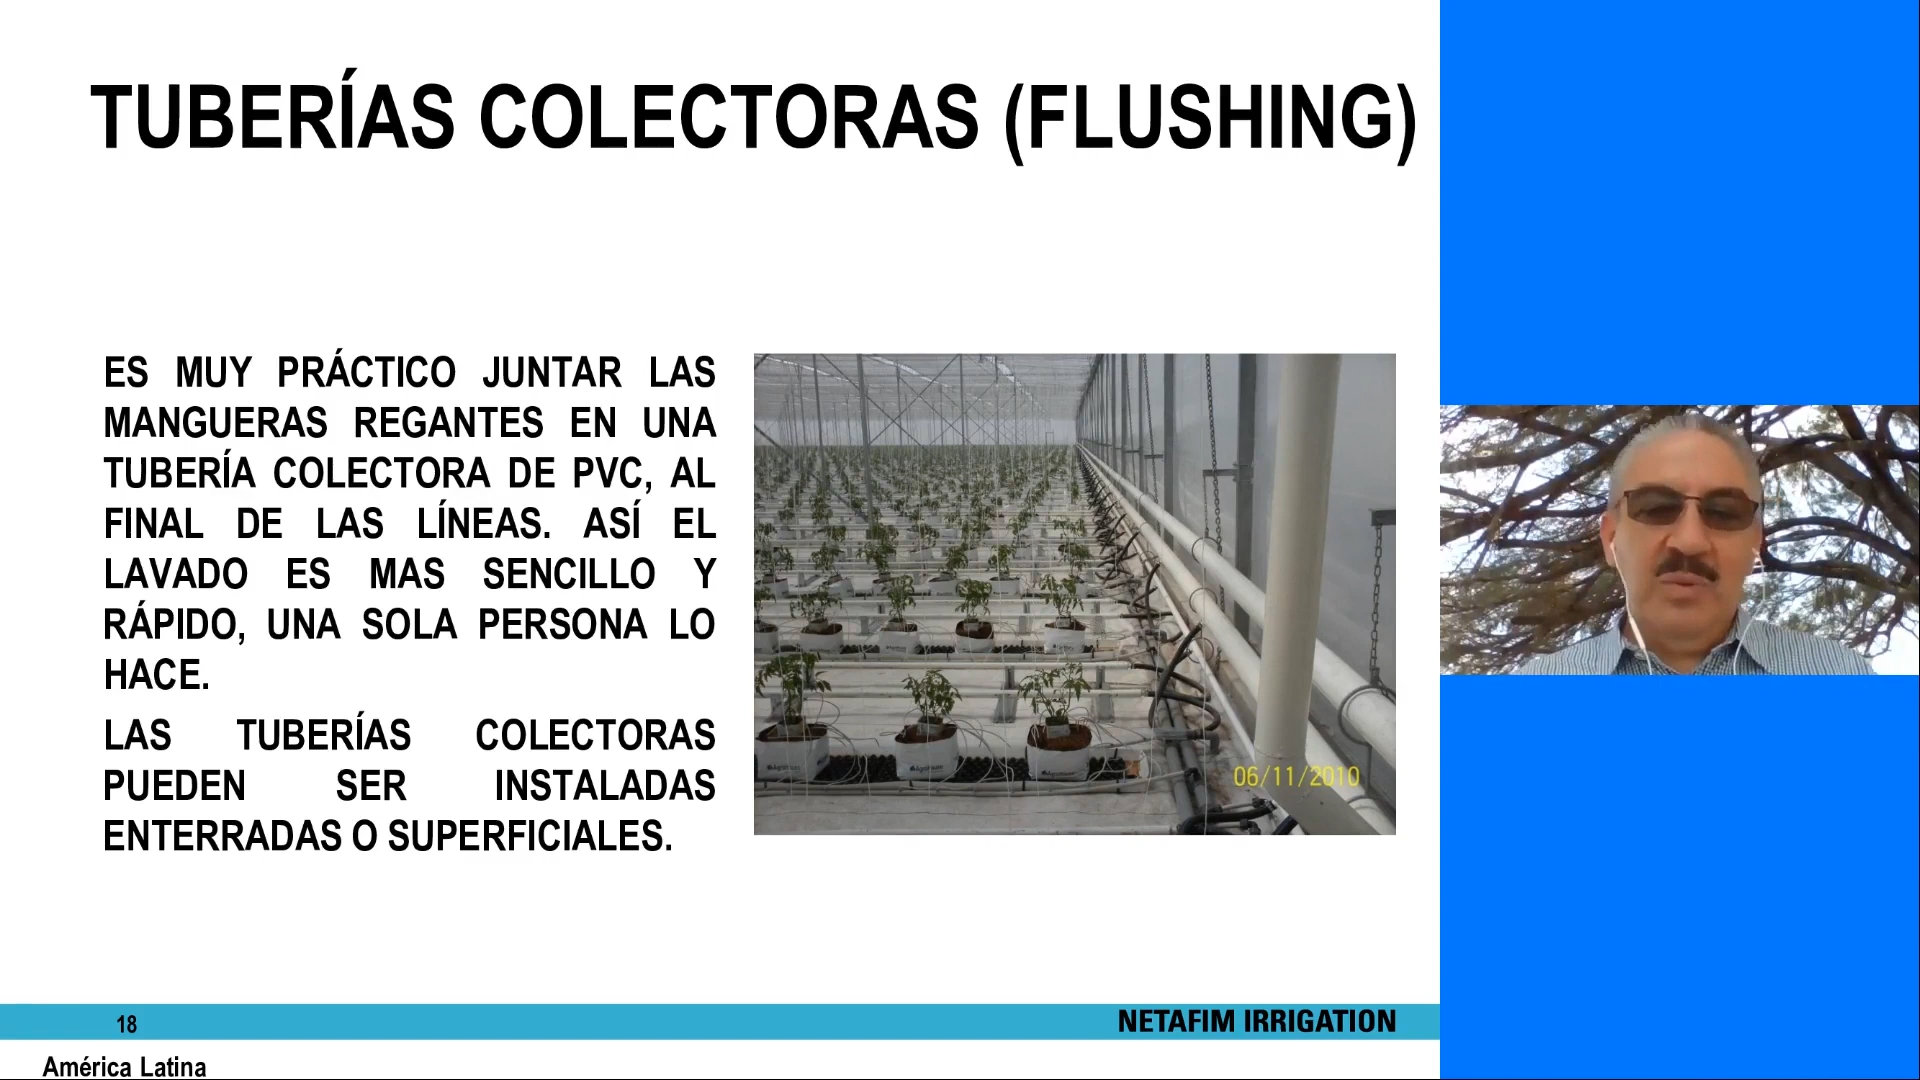 TUBERÍAS COLECTORAS (FLUSHING)
ES MUY PRÁCTICO JUNTAR LAS
MANGUERAS REGANTES EN UNA
TUBERÍA COLECTORA DE PVC, AL
FINAL DE LAS LÍNEAS. ASÍ EL
LAVADO ES MAS SENCILLO Y
RÁPIDO, UNA SOLA PERSONA LO
HACE.
LAS TUBERÍAS COLECTORAS
PUEDEN SER INSTALADAS
ENTERRADAS O SUPERFICIALES.
06/11/2010
18
NETAFIM IRRIGATION
América Latina